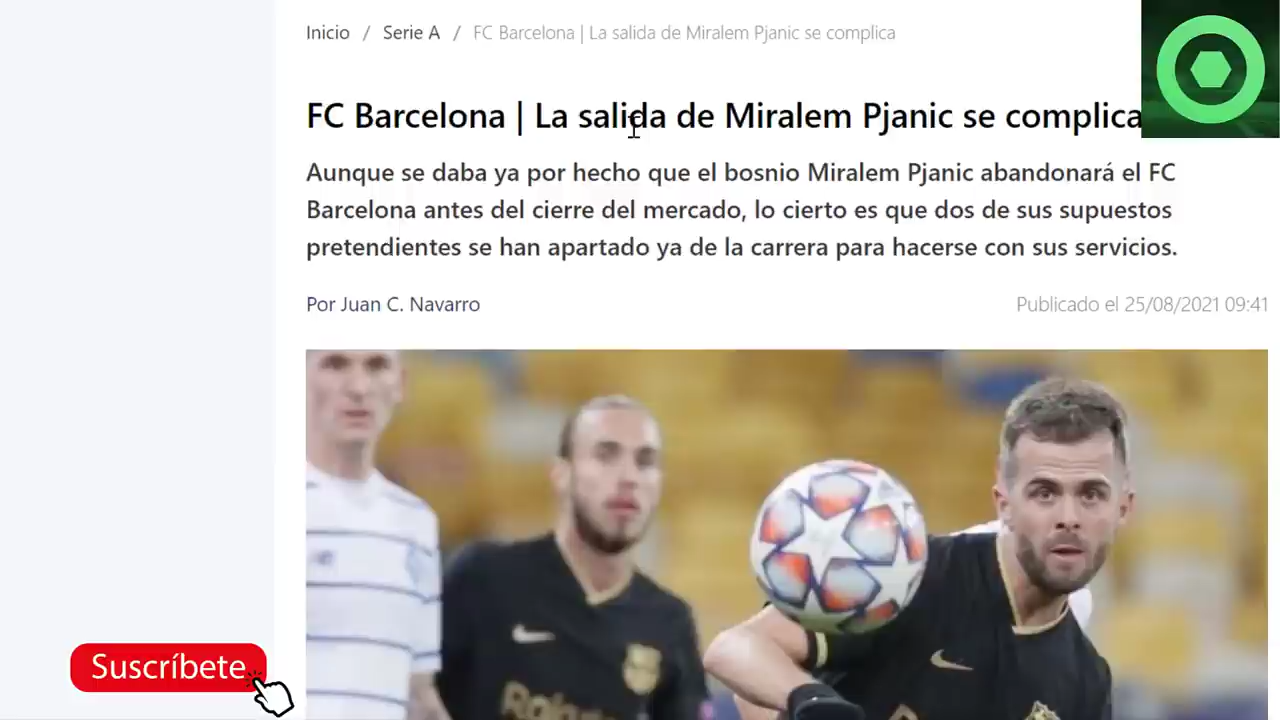 Inicio / Serie A / FC Barcelona | La salida de Miralem Pjanic se complica
FC Barcelona | La salida de Miralem Pjanic se complica
Aunque se daba ya por hecho que el bosnio Miralem Pjanic abandonará el FC
Barcelona antes del cierre del mercado, lo cierto es que dos de sus supuestos
pretendientes se han apartado ya de la carrera para hacerse con sus servicios.
Por Juan C. Navarro
Publicado el 25/08/2021 09:41
Suscríbete